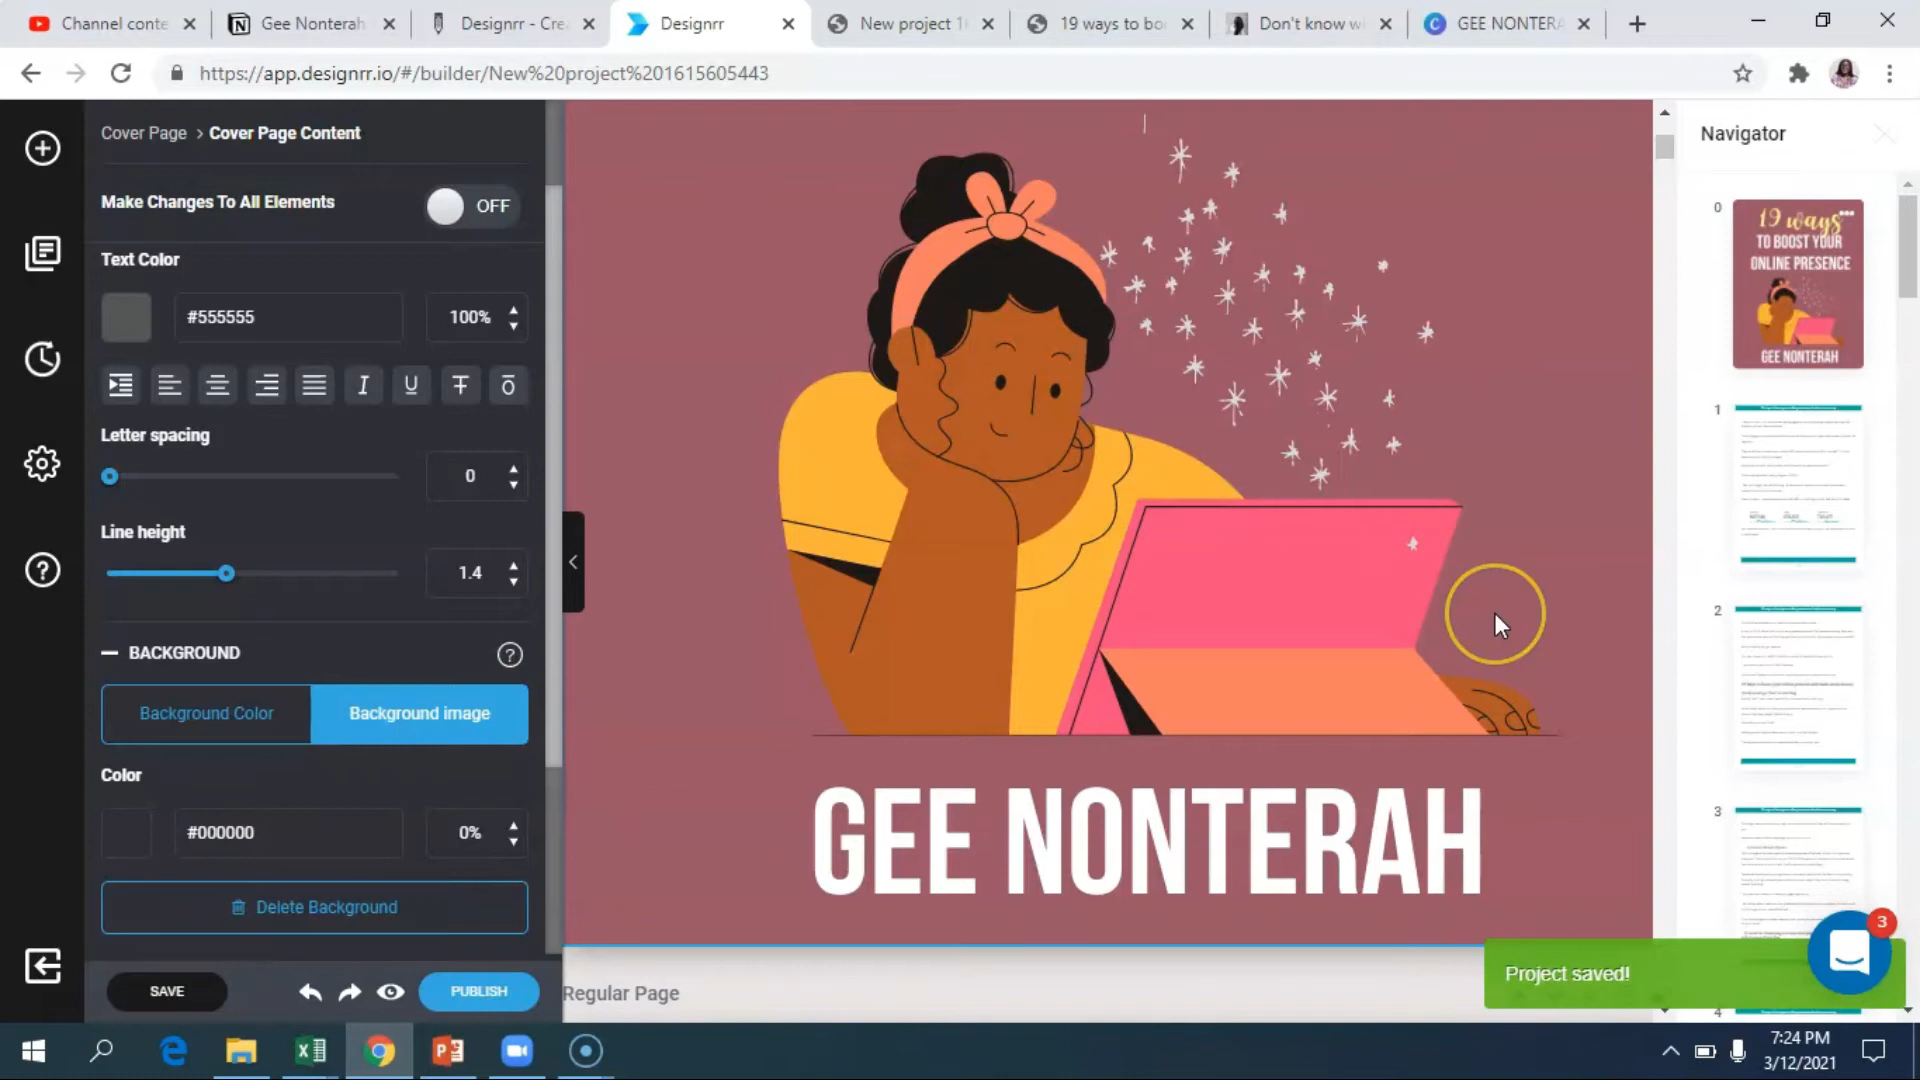 Channel conte
Gee Nonterah
Designrr - Crea
Designrr
New project 1
19 ways to boo
Don't know w
GEE NONTERA
https://app.designrr.io/#/builder/New%20project%201615605443
Cover Page > Cover Page Content
Make Changes To All Elements
OFF
Text Color
#555555
100%
Letter spacing
0
Line height
1.4
BACKGROUND
Background Color
Background image
Color
#000000
0%
Delete Background
SAVE
PUBLISH
GEE NONTERAH
Regular Page
Navigator
0
19 ways
TO BOOST YOUR
ONLINE PRESENCE
GEE NONTERAH
1
2
3
4
3
Project saved!
7:24 PM
3/12/2021